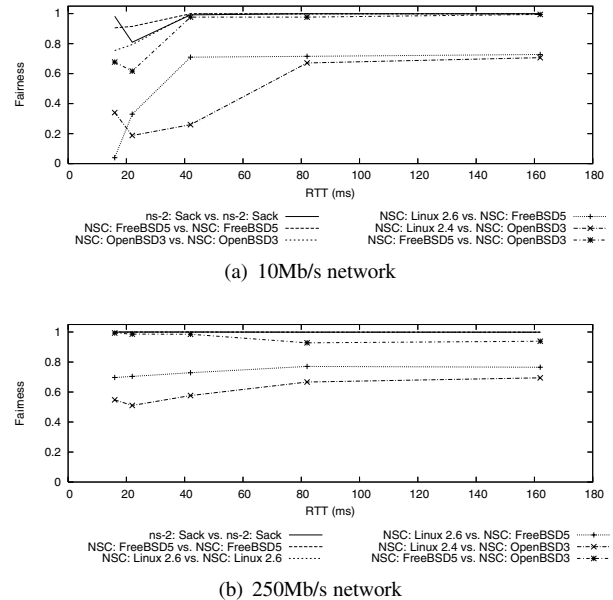 1
0.8
0.6
0.4
0.2
0
Fairness
0 20 40 60 80 100 120 140 160 180
RTT (ms)
ns-2: Sack vs. ns-2: Sack
NSC: FreeBSD5 vs. NSC: FreeBSD5
NSC: OpenBSD3 vs. NSC: OpenBSD3
NSC: Linux 2.6 vs. NSC: FreeBSD5
NSC: Linux 2.4 vs. NSC: OpenBSD3
NSC: FreeBSD5 vs. NSC: OpenBSD3
(a) 10Mb/s network
1
0.8
0.6
0.4
0.2
0
Fairness
0 20 40 60 80 100 120 140 160 180
RTT (ms)
ns-2: Sack vs. ns-2: Sack
NSC: FreeBSD5 vs. NSC: FreeBSD5
NSC: Linux 2.6 vs. NSC: Linux 2.6
NSC: Linux 2.6 vs. NSC: FreeBSD5
NSC: Linux 2.4 vs. NSC: OpenBSD3
NSC: FreeBSD5 vs. NSC: OpenBSD3
(b) 250Mb/s network